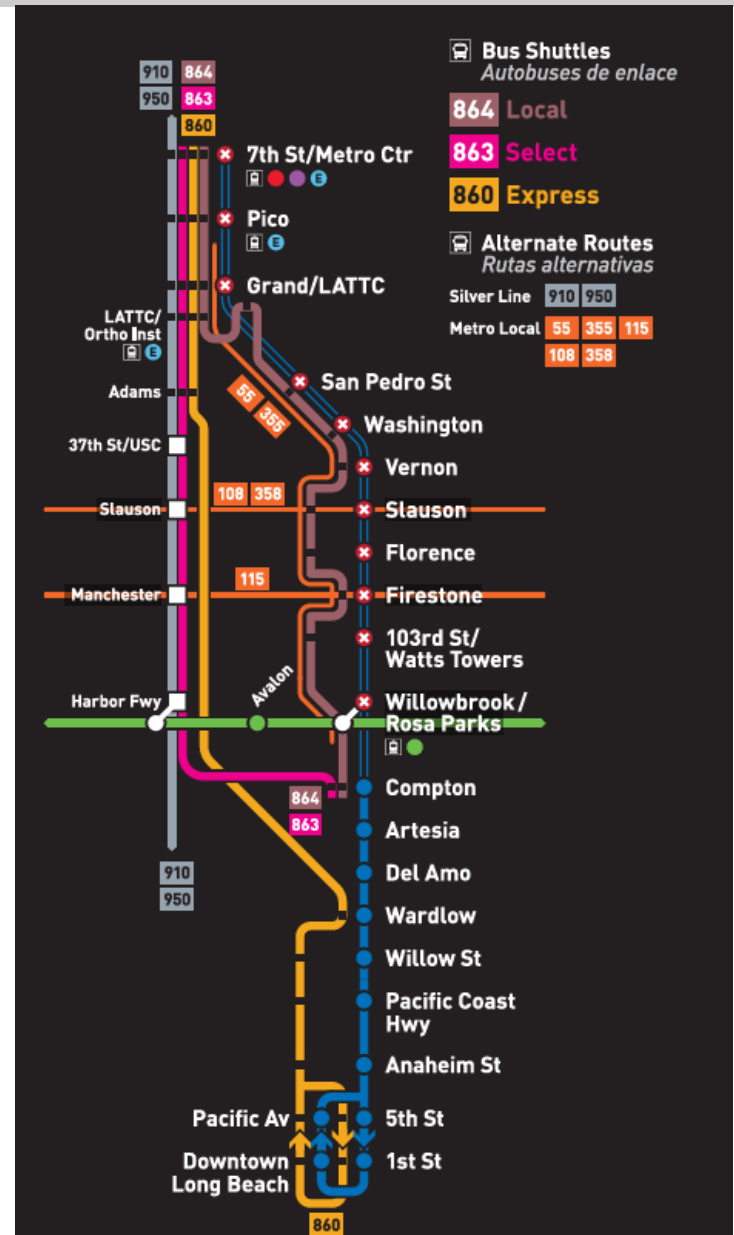 910 864
950 863
860
7th St/Metro Ctr
E
Pico
E
Grand/LATTC
LATTC/
Ortho Inst
E
Adams
37th St/USC
Slauson
Manchester
Harbor Fwy
55
355
108 358
115
Avalon
San Pedro St
Washington
Vernon
Slauson
Florence
Firestone
103rd St/
Watts Towers
Willowbrook/
Rosa Parks
Compton
864
863
Artesia
Del Amo
910
950
Wardlow
Willow St
Pacific Coast
Hwy
Anaheim St
Pacific Av
5th St
Downtown
Long Beach
1st St
860
Bus Shuttles
Autobuses de enlace
864 Local
863 Select
860 Express
Alternate Routes
Rutas alternativas
Silver Line 910 950
Metro Local 55 355 115
108 358